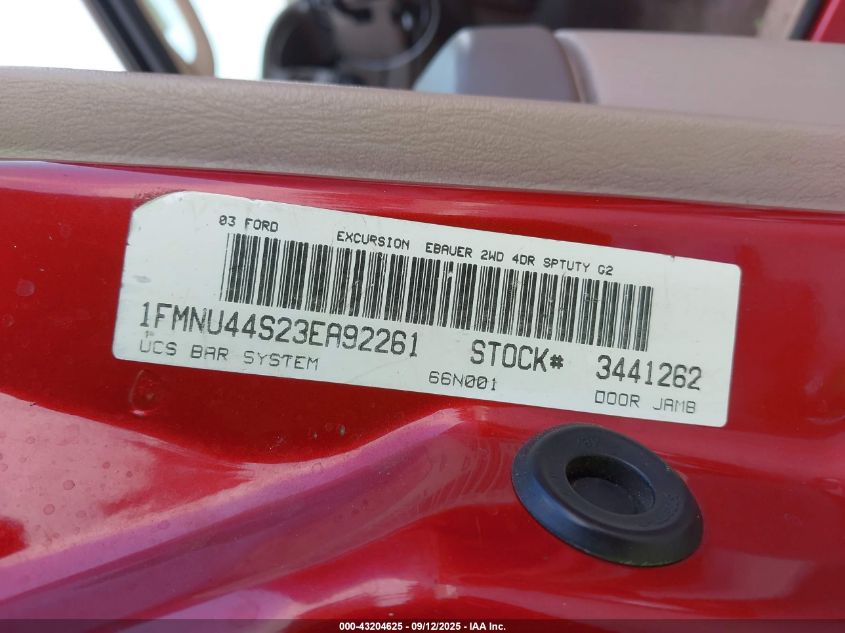 03 FORD EXCURSION EBAUER 2WD 4DR SPTUTY G2
1FMNU44S23EA92261 STOCK# 3441262
UCS BAR SYSTEM 66N001 DOOR JAMB
000-43204625 - 09/12/2025 - IAA Inc.